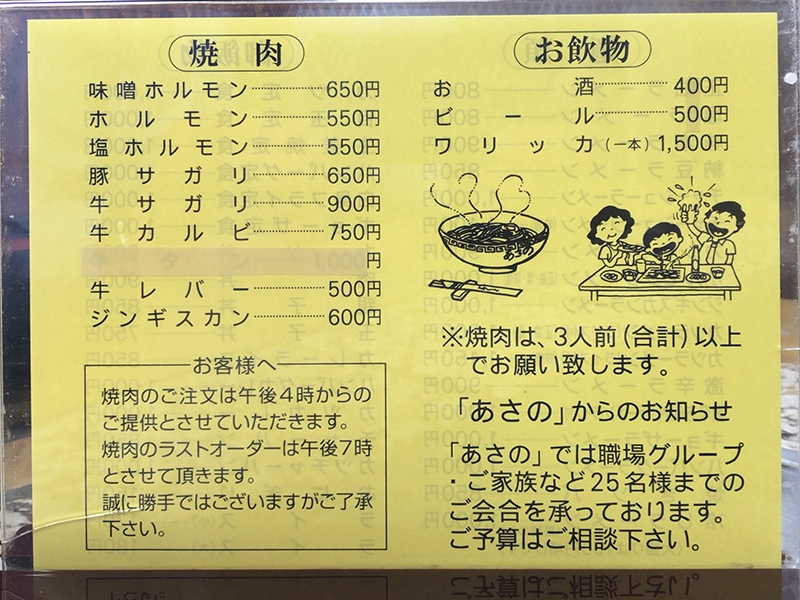 焼肉
味噌ホルモン 650円
ホルモン 550円
塩ホルモン 550円
豚サガリ 650円
牛サガリ 900円
牛カルビ 750円
円
牛レバー 500円
ジンギスカン 600円
お客様へ
焼肉のご注文は午後4時からの
ご提供とさせていただきます。
焼肉のラストオーダーは午後7時
とさせて頂きます。
誠に勝手ではございますがご了承
下さい。
お飲物
お酒 400円
ビール 500円
ワリッカ(一本) 1,500円
あさの
※焼肉は、3人前(合計)以上
でお願い致します。
「あさの」からのお知らせ
「あさの」では職場グループ
・ご家族など25名様までの
ご会合を承っております。
ご予算はご相談下さい。